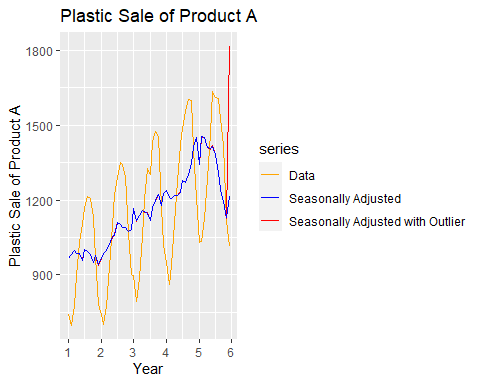 Plastic Sale of Product A
1800
1500
1200
900
Plastic Sale of Product A
1 2 3 4 5 6
Year
series
Data
Seasonally Adjusted
Seasonally Adjusted with Outlier